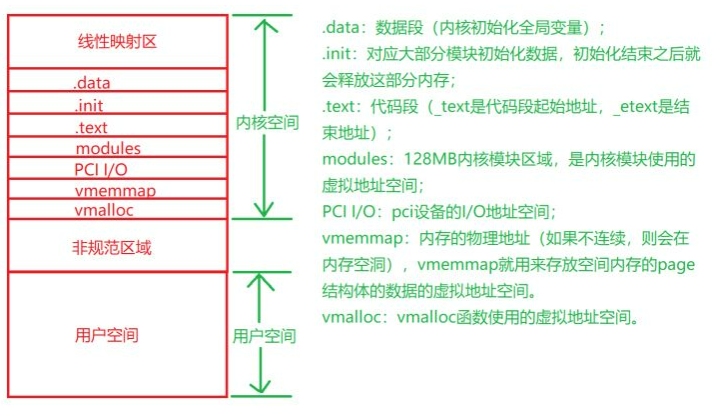 线性映射区
.data
.init
.text
modules
PCI I/O
vmemmap
vmalloc
非规范区域
用户空间
内核空间
用户空间
.data：数据段（内核初始化全局变量）；
.init：对应大部分模块初始化数据，初始化结束之后就
会释放这部分内存；
.text：代码段（_text是代码段起始地址，_etext是结
束地址）；
modules：128MB内核模块区域，是内核模块使用的
虚拟地址空间；
PCI I/O：pci设备的I/O地址空间；
vmemmap：内存的物理地址（如果不连续，则会在
内存空洞），vmemmap就用来存放空间内存的page
结构体的数据的虚拟地址空间。
vmalloc：vmalloc函数使用的虚拟地址空间。